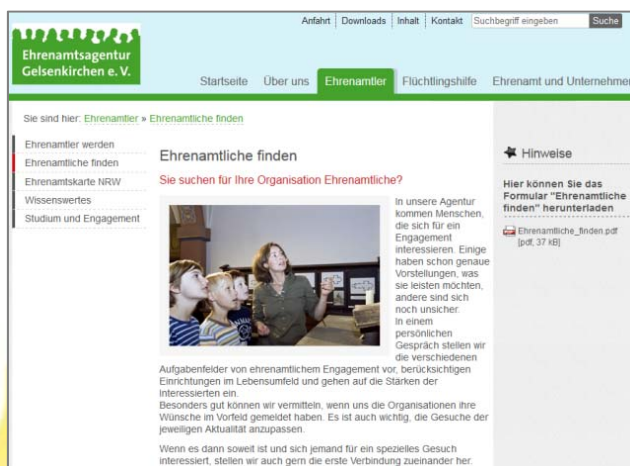 Anfahrt Downloads Inhalt Kontakt Suchbegriff eingeben Suche
Ehrenamtsagentur
Gelsenkirchen e. V.
Startseite Über uns Ehrenamtler Flüchtlingshilfe Ehrenamt und Unternehmen
Sie sind hier: Ehrenamtler » Ehrenamtliche finden
Ehrenamtler werden
Ehrenamtliche finden
Ehrenamtskarte NRW
Wissenswertes
Studium und Engagement
Ehrenamtliche finden
Sie suchen für Ihre Organisation Ehrenamtliche?
In unsere Agentur
kommen Menschen,
die sich für ein
Engagement
interessieren. Einige
haben schon genaue
Vorstellungen, was
sie leisten möchten,
andere sind sich
noch unsicher.
In einem
persönlichen
Gespräch stellen wir
die verschiedenen
Aufgabenfelder von ehrenamtlichem Engagement vor, berücksichtigen
Einrichtungen im Lebensumfeld und gehen auf die Stärken der
Interessierten ein.
Besonders gut können wir vermitteln, wenn uns die Organisationen ihre
Wünsche im Vorfeld gemeldet haben. Es ist auch wichtig, die Gesuche der
jeweiligen Aktualität anzupassen.
Wenn es dann soweit ist und sich jemand für ein spezielles Gesuch
interessiert, stellen wir auch gern die erste Verbindung zueinander her.
Hinweise
Hier können Sie das
Formular "Ehrenamtliche
finden" herunterladen
Ehrenamtliche_finden.pdf
[pdf, 37 kB]